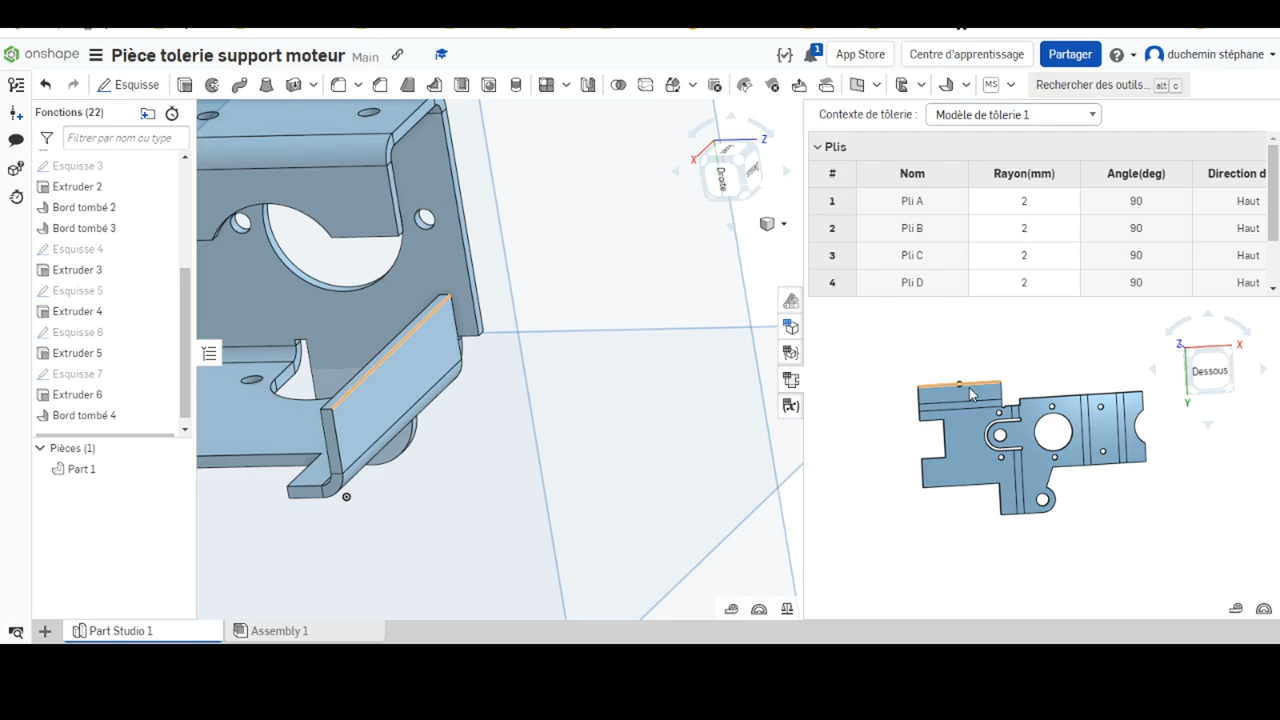 onshape
Pièce tolerie support moteur Main
1
App Store
Centre d'apprentissage
Partager
duchemin stéphane
Esquisse
MS
Rechercher des outils... alt c
Fonctions (22)
Filtrer par nom ou type
Esquisse 3
Extruder 2
Bord tombé 2
Bord tombé 3
Esquisse 4
Extruder 3
Esquisse 5
Extruder 4
Esquisse 6
Extruder 5
Esquisse 7
Extruder 6
Bord tombé 4
Pièces (1)
Part 1
Z
X
Droite
Contexte de tôlerie : Modèle de tôlerie 1
Plis
# Nom Rayon(mm) Angle(deg) Direction d
1 Pli A 2 90 Haut
2 Pli B 2 90 Haut
3 Pli C 2 90 Haut
4 Pli D 2 90 Haut
Z X
Dessous
Y
Part Studio 1
Assembly 1